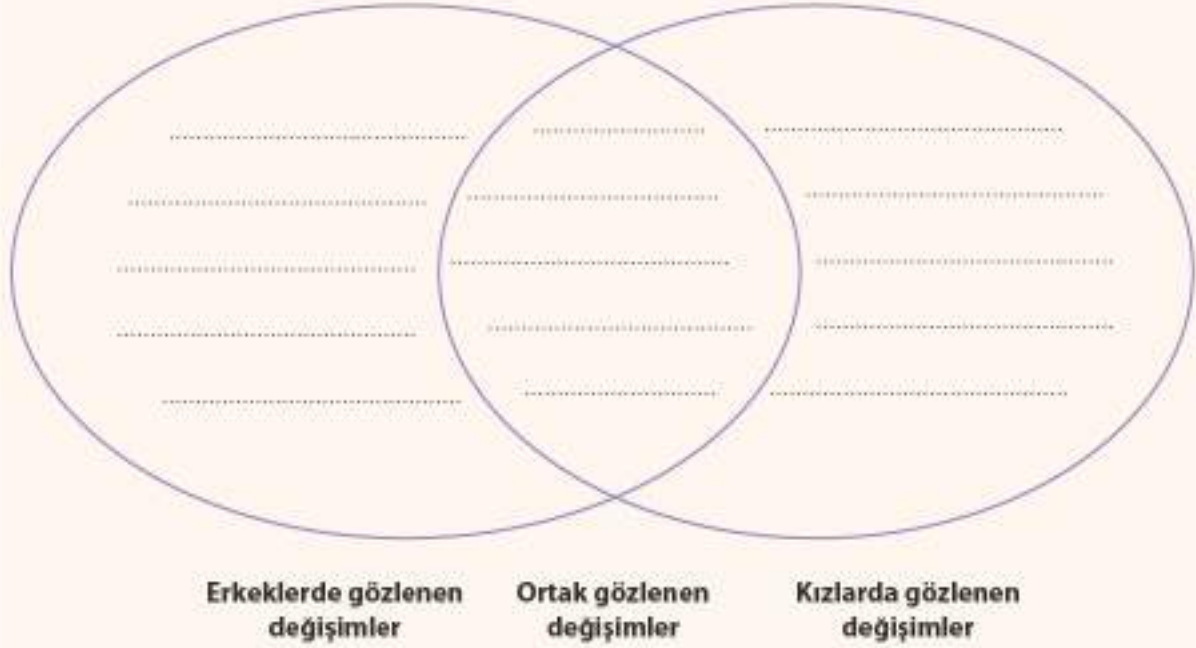 Erkeklerde gözlenen
değişimler
Ortak gözlenen
değişimler
Kızlarda gözlenen
değişimler